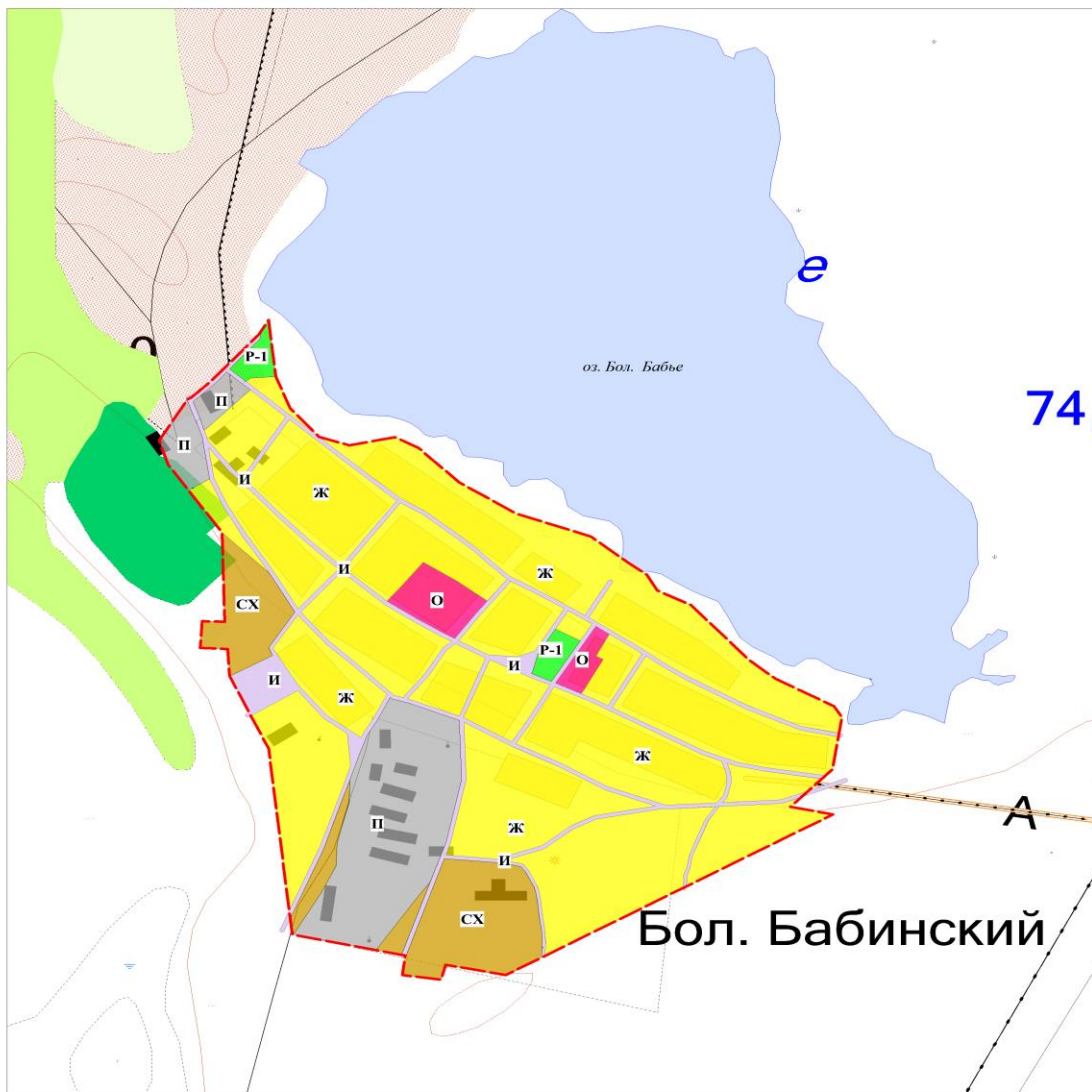 е
оз. Бол. Бабье
О
Р-1
74
П
П
И
Ж
И
Ж
О
СХ
Р-1
И
О
И
Ж
Ж
П
Ж
А
И
СХ
Бол. Бабинский